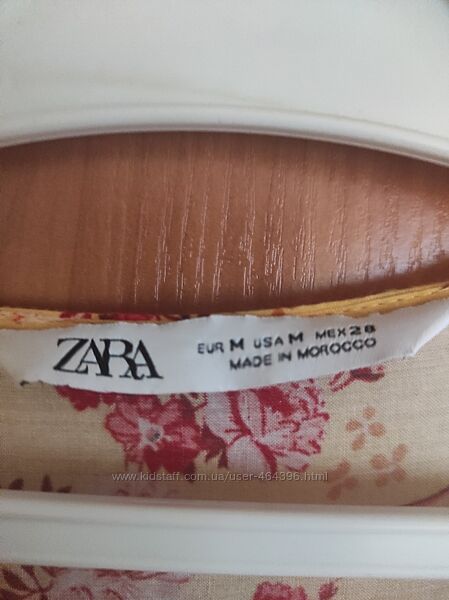 ZARA
EUR M USA M MEX 28
MADE IN MOROCCO
www.kidstaff.com.ua/user-464396.html